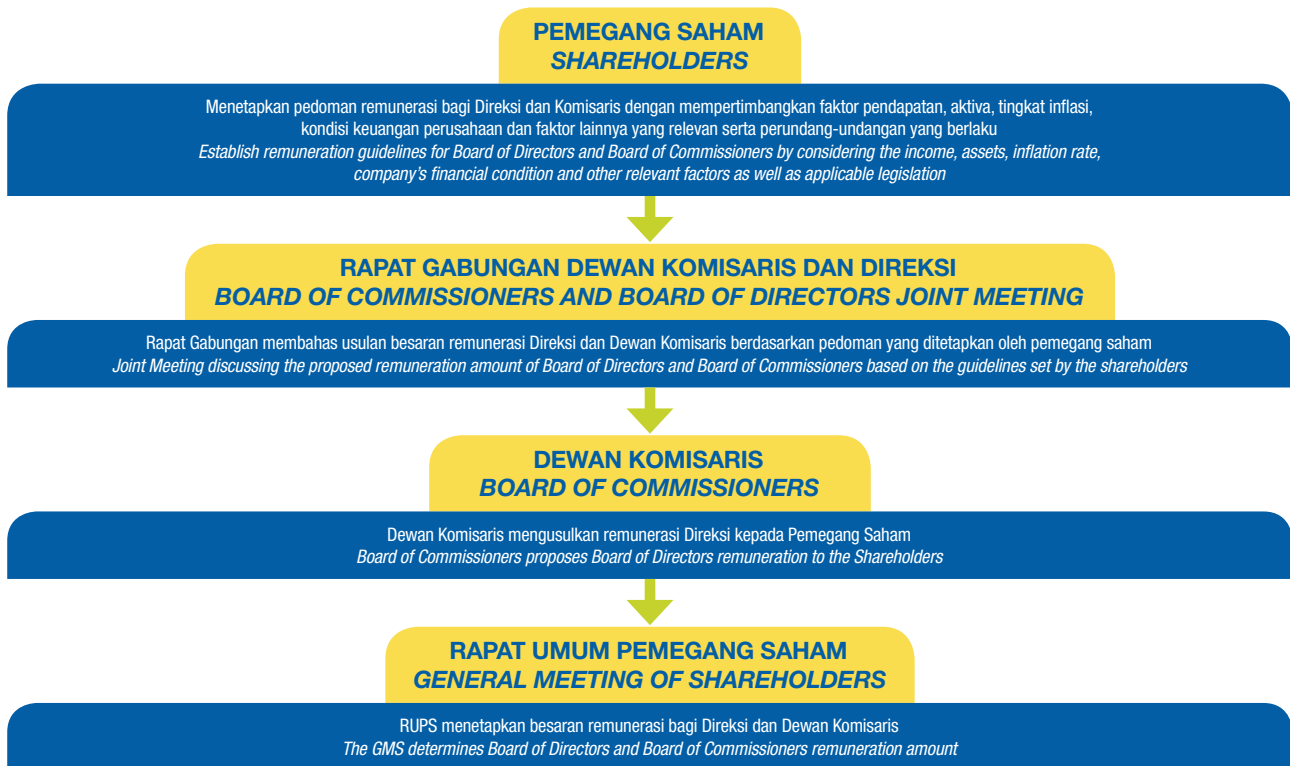 PEMEGANG SAHAM
SHAREHOLDERS
Menetapkan pedoman remunerasi bagi Direksi dan Komisaris dengan mempertimbangkan faktor pendapatan, aktiva, tingkat inflasi,
kondisi keuangan perusahaan dan faktor lainnya yang relevan serta perundang-undangan yang berlaku
Establish remuneration guidelines for Board of Directors and Board of Commissioners by considering the income, assets, inflation rate,
company's financial condition and other relevant factors as well as applicable legislation
RAPAT GABUNGAN DEWAN KOMISARIS DAN DIREKSI
BOARD OF COMMISSIONERS AND BOARD OF DIRECTORS JOINT MEETING
Rapat Gabungan membahas usulan besaran remunerasi Direksi dan Dewan Komisaris berdasarkan pedoman yang ditetapkan oleh pemegang saham
Joint Meeting discussing the proposed remuneration amount of Board of Directors and Board of Commissioners based on the guidelines set by the shareholders
DEWAN KOMISARIS
BOARD OF COMMISSIONERS
Dewan Komisaris mengusulkan remunerasi Direksi kepada Pemegang Saham
Board of Commissioners proposes Board of Directors remuneration to the Shareholders
RAPAT UMUM PEMEGANG SAHAM
GENERAL MEETING OF SHAREHOLDERS
RUPS menetapkan besaran remunerasi bagi Direksi dan Dewan Komisaris
The GMS determines Board of Directors and Board of Commissioners remuneration amount